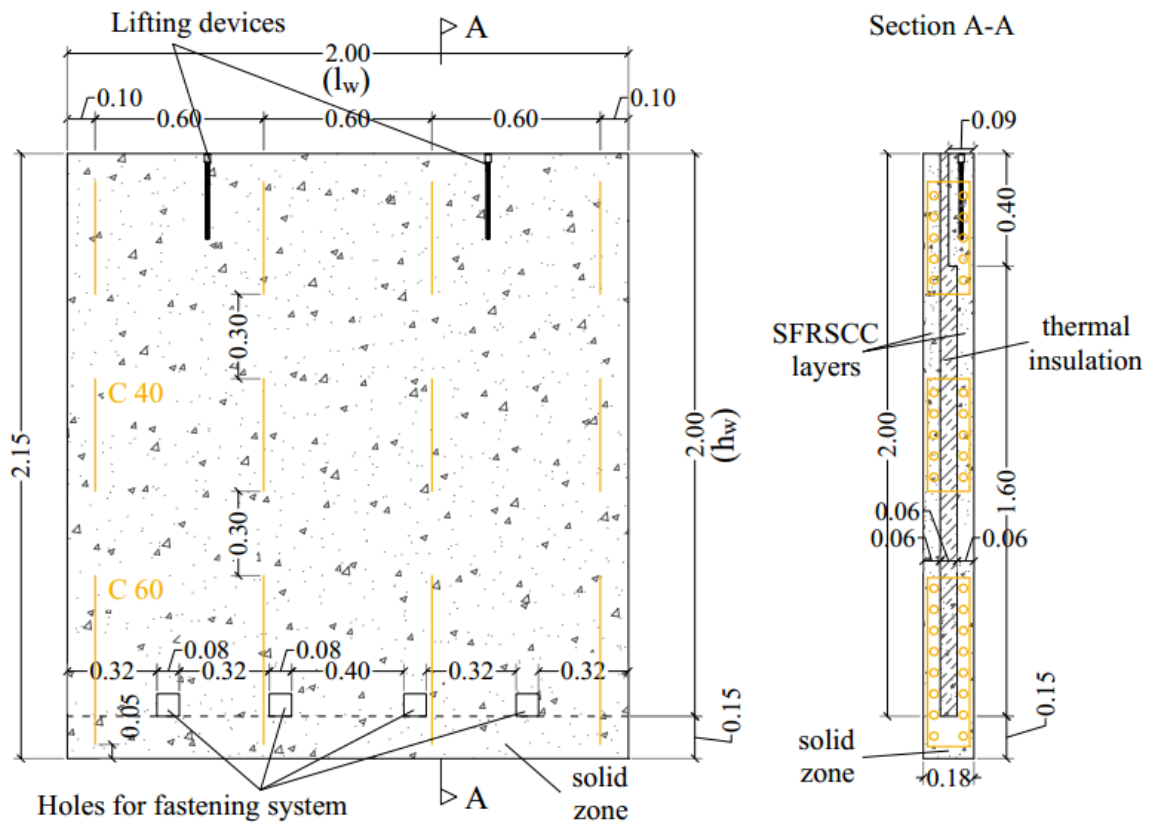 Lifting devices
A
Section A-A
2.00
(lw)
0.10
0.60
0.60
0.60
0.10
0.09
0.40
0.30
SFRSCC
layers
thermal
insulation
C 40
2.15
2.00
(hw)
2.00
1.60
0.30
0.06
0.06
0.06
C 60
0.08
0.08
0.32
0.32
0.40
0.32
0.32
0.05
0.15
0.15
solid
zone
0.18
Holes for fastening system
A
solid
zone